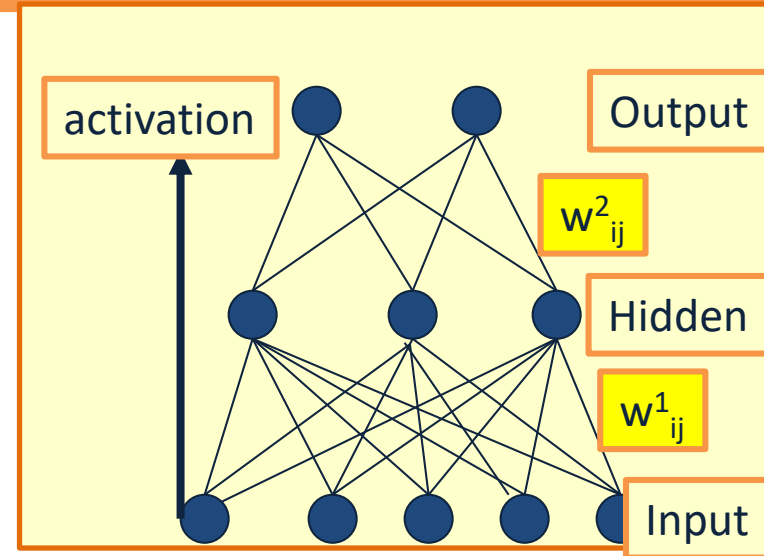 activation
Output
w²ᵢⱼ
Hidden
w¹ᵢⱼ
Input